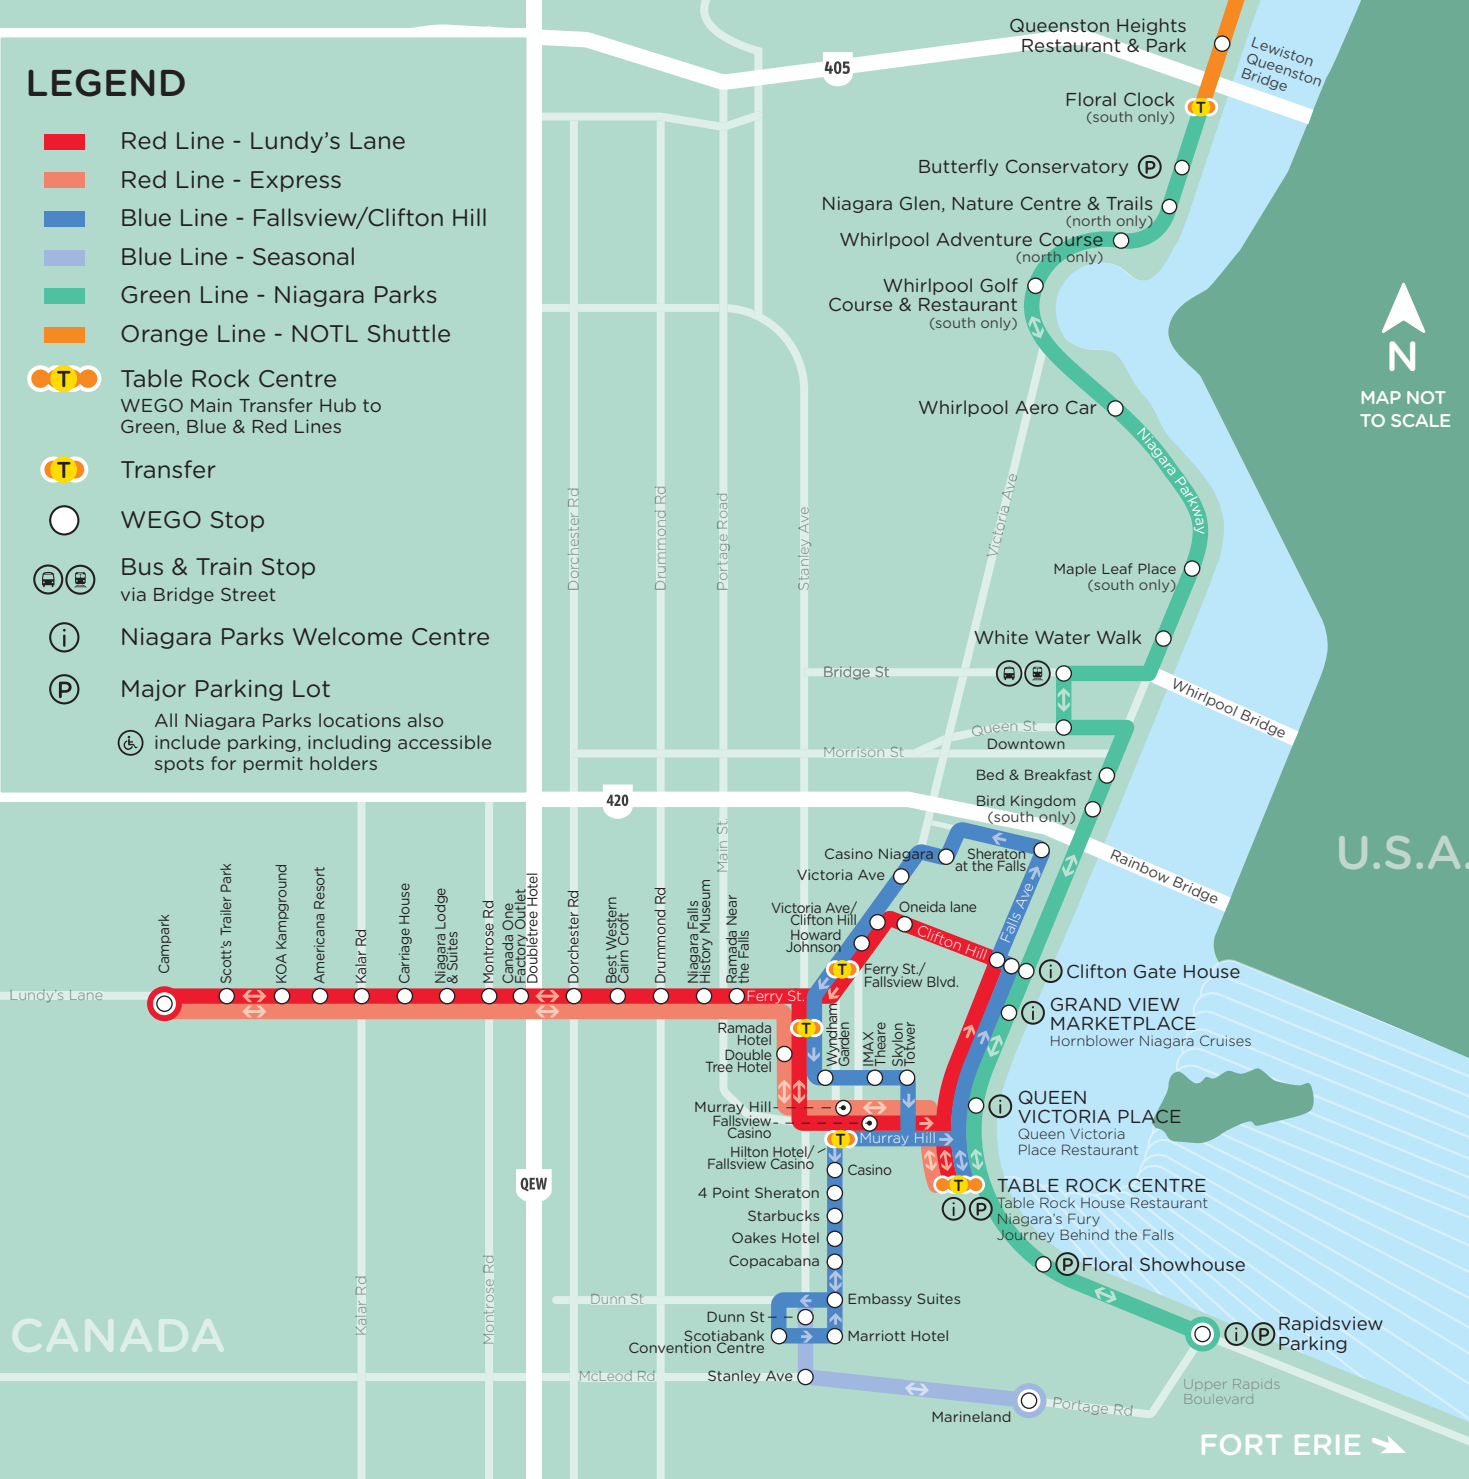 LEGEND
Red Line - Lundy's Lane
Red Line - Express
Blue Line - Fallsview/Clifton Hill
Blue Line - Seasonal
Green Line - Niagara Parks
Orange Line - NOTL Shuttle
T
Table Rock Centre
WEGO Main Transfer Hub to
Green, Blue & Red Lines
T
Transfer
WEGO Stop
Bus & Train Stop
via Bridge Street
i
Niagara Parks Welcome Centre
P
Major Parking Lot
All Niagara Parks locations also
include parking, including accessible
spots for permit holders
405
Queenston Heights
Restaurant & Park
Lewiston
Queenston
Bridge
Floral Clock
(south only)
T
Butterfly Conservatory P
Niagara Glen, Nature Centre & Trails
(north only)
Whirlpool Adventure Course
(north only)
Whirlpool Golf
Course & Restaurant
(south only)
N
MAP NOT
TO SCALE
Whirlpool Aero Car
Niagara Parkway
Dorchester Rd
Drummond Rd
Portage Road
Stanley Ave
Victoria Ave
Maple Leaf Place
(south only)
White Water Walk
Bridge St
Whirlpool Bridge
Queen St
Downtown
Morrison St
Bed & Breakfast
Bird Kingdom
(south only)
420
Rainbow Bridge
U.S.A.
Main St.
Casino Niagara
Sheraton
at the Falls
Victoria Ave
Falls Ave
Victoria Ave/
Clifton Hill
Oneida lane
Howard
Johnson
Clifton Hill
T
Ferry St./
Fallsview Blvd.
i Clifton Gate House
Campark
Scott's Trailer Park
KOA Kampground
Americana Resort
Kalar Rd
Carriage House
Niagara Lodge
& Suites
Montrose Rd
Canada One
Factory Outlet
Doubletree Hotel
Dorchester Rd
Best Western
Cairn Croft
Drummond Rd
Niagara Falls
History Museum
Ramada Near
the Falls
Lundy's Lane
Ferry St.
i GRAND VIEW
MARKETPLACE
Hornblower Niagara Cruises
T
Ramada
Hotel
Double
Tree Hotel
Wyndham
Garden
IMAX
Theare
Skylon
Totwer
Murray Hill
Fallsview
Casino
T
Murray Hill
Hilton Hotel/
Fallsview Casino
i QUEEN
VICTORIA PLACE
Queen Victoria
Place Restaurant
T
i P
TABLE ROCK CENTRE
Table Rock House Restaurant
Niagara's Fury
Journey Behind the Falls
Casino
4 Point Sheraton
Starbucks
Oakes Hotel
Copacabana
P Floral Showhouse
QEW
Kalar Rd
Montrose Rd
Dunn St
Embassy Suites
Dunn St
Scotiabank
Convention Centre
Marriott Hotel
i P Rapidsview
Parking
CANADA
McLeod Rd
Stanley Ave
Marineland
Portage Rd
Upper Rapids
Boulevard
FORT ERIE